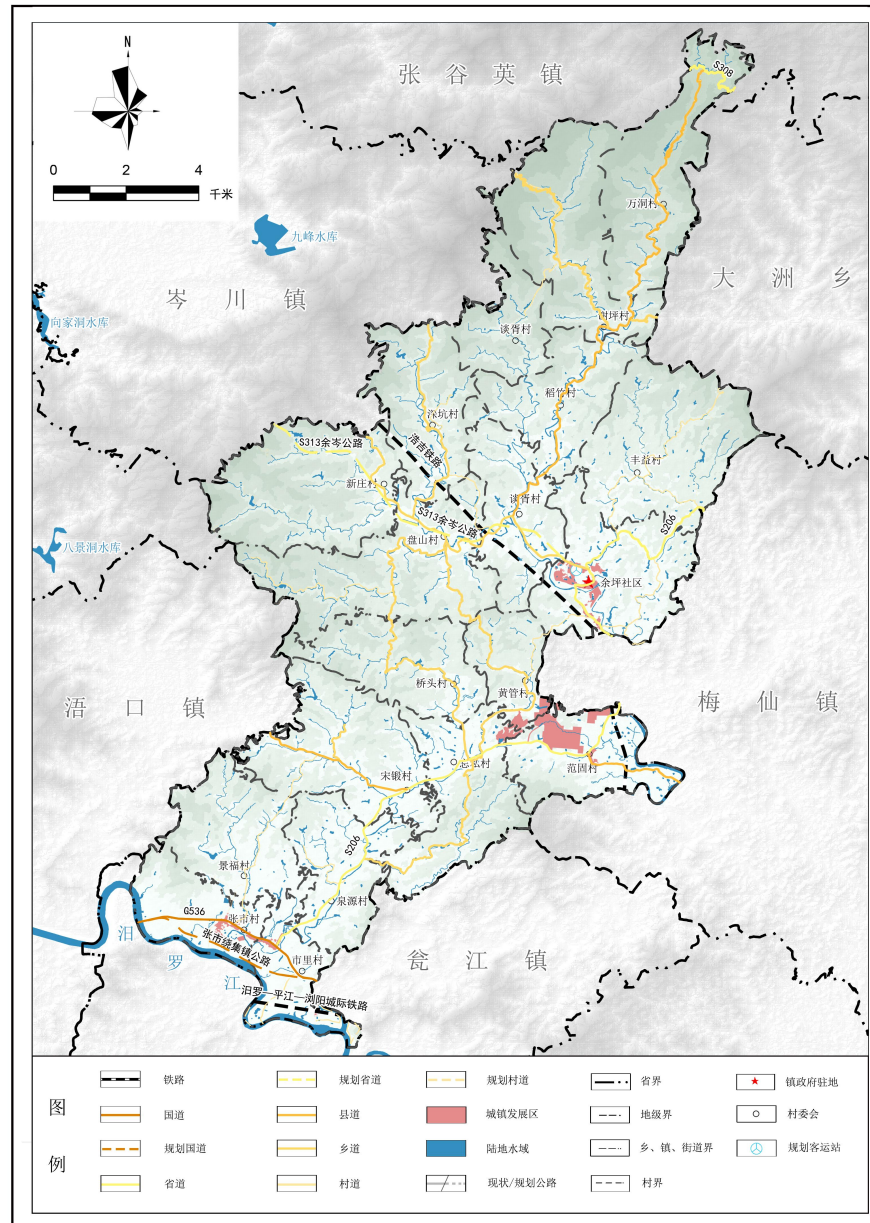 N
0 2 4
千米
张谷英镇
S308
九峰水库
万洞村
大洲乡
岑川镇
向家洞水库
谈胥村
稻竹村
深坑村
浩吉铁路
S313余岑公路
丰益村
新庄村
S313余岑公路
谈胥村
S206
盘山村
八景洞水库
余坪社区
桥头村
黄管村
浯口镇
梅仙镇
范固村
宋锻村
S206
景福村
泉源村
G536
张市村
张市绕集镇公路
市里村
汨罗江
瓮江镇
汨罗—平江—浏阳城际铁路
图例
铁路 规划省道 规划村道 省界 镇政府驻地
国道 县道 城镇发展区 地级界 村委会
规划国道 乡道 陆地水域 乡、镇、街道界 规划客运站
省道 村道 现状/规划公路 村界